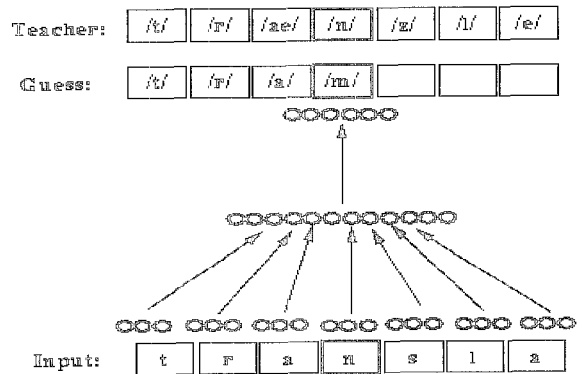 Teacher: /t/ /r/ /ae/ /n/ /z/ /l/ /e/
Guess: /t/ /r/ /a/ /m/
Input: t r a n s l a